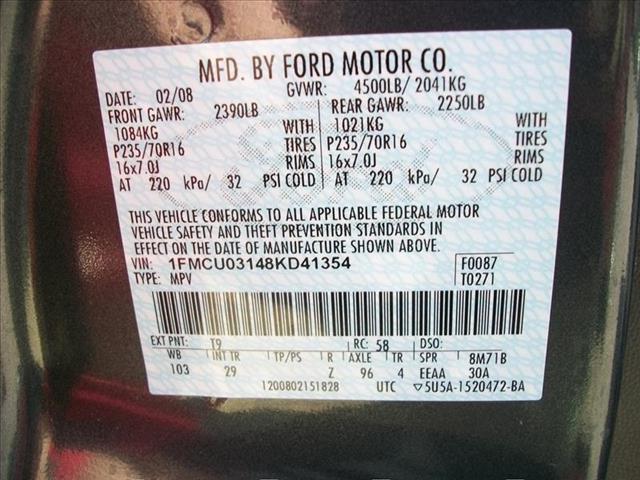 MFD. BY FORD MOTOR CO.
DATE: 02/08 GVWR: 4500LB/ 2041KG
FRONT GAWR: 2390LB REAR GAWR: 2250LB
1084KG WITH 1021KG WITH
P235/70R16 TIRES P235/70R16 TIRES
16x7.0J RIMS 16x7.0J RIMS
AT 220 kPa/ 32 PSI COLD AT 220 kPa/ 32 PSI COLD
THIS VEHICLE CONFORMS TO ALL APPLICABLE FEDERAL MOTOR
VEHICLE SAFETY AND THEFT PREVENTION STANDARDS IN
EFFECT ON THE DATE OF MANUFACTURE SHOWN ABOVE.
VIN: 1FMCU03148KD41354 F0087
TYPE: MPV T0271
EXT PNT: T9 RC: 58 DSO:
WB INT TR TP/PS R AXLE TR SPR 8M71B
103 29 Z 96 4 EEAA 30A
1200802151828 UTC ▽5U5A-1520472-BA